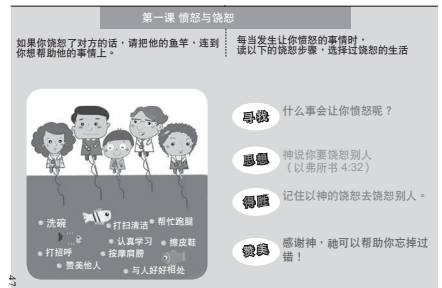 第一课 愤怒与饶恕
如果你饶恕了对方的话，请把他的鱼竿，连到
你想帮助他的事情上。
每当发生让你愤怒的事情时，
读以下的饶恕步骤，选择过饶恕的生活
洗碗
打扫清洁
帮忙跑腿
认真学习
擦皮鞋
打招呼
按摩肩膀
赞美他人
与人好好相处
寻找
什么事会让你愤怒呢？
思想
神说你要饶恕别人
（以弗所书 4:32）
得胜
记住以神的饶恕去饶恕别人。
赞美
感谢神，祂可以帮助你忘掉过
错！
47